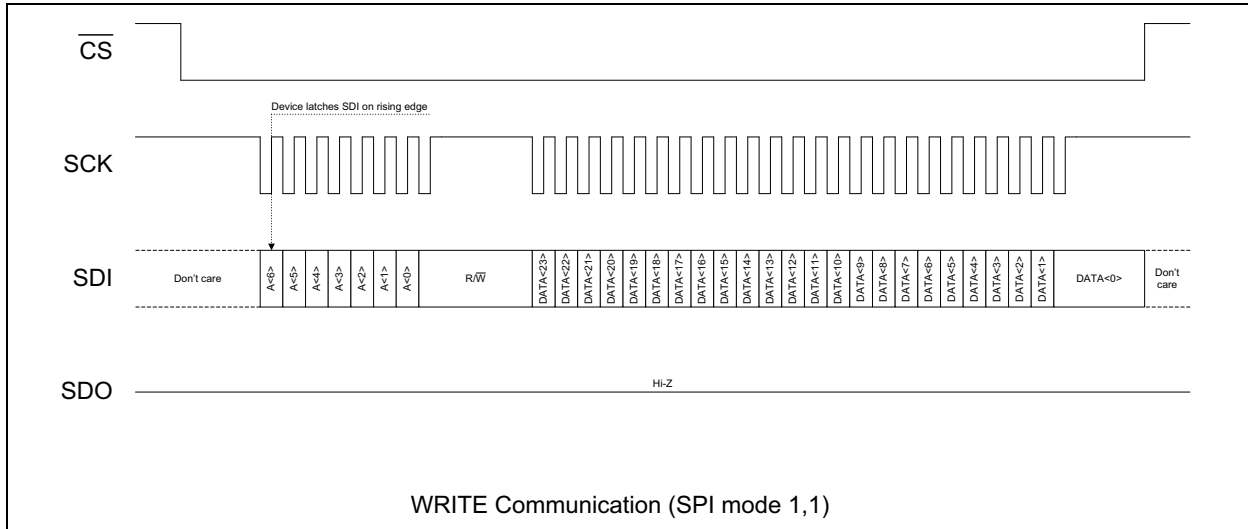 CS
Device latches SDI on rising edge
SCK
SDI
Don't care
A<6>
A<5>
A<4>
A<3>
A<2>
A<1>
A<0>
R/W
DATA<23>
DATA<22>
DATA<21>
DATA<20>
DATA<19>
DATA<18>
DATA<17>
DATA<16>
DATA<15>
DATA<14>
DATA<13>
DATA<12>
DATA<11>
DATA<10>
DATA<9>
DATA<8>
DATA<7>
DATA<6>
DATA<5>
DATA<4>
DATA<3>
DATA<2>
DATA<1>
DATA<0>
Don't
care
SDO
Hi-Z
WRITE Communication (SPI mode 1,1)